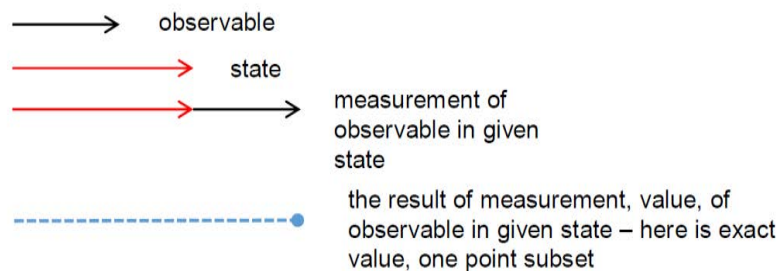 observable
state
measurement of
observable in given
state
the result of measurement, value, of
observable in given state – here is exact
value, one point subset